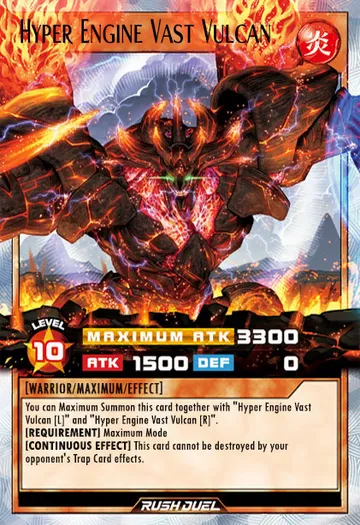 Hyper Engine Vast Vulcan
炎
LEVEL
10
MAXIMUM ATK 3300
ATK 1500 DEF 0
[WARRIOR/MAXIMUM/EFFECT]
You can Maximum Summon this card together with "Hyper Engine Vast
Vulcan [L]" and "Hyper Engine Vast Vulcan [R]".
[REQUIREMENT] Maximum Mode
[CONTINUOUS EFFECT] This card cannot be destroyed by your
opponent's Trap Card effects.
RUSH DUEL